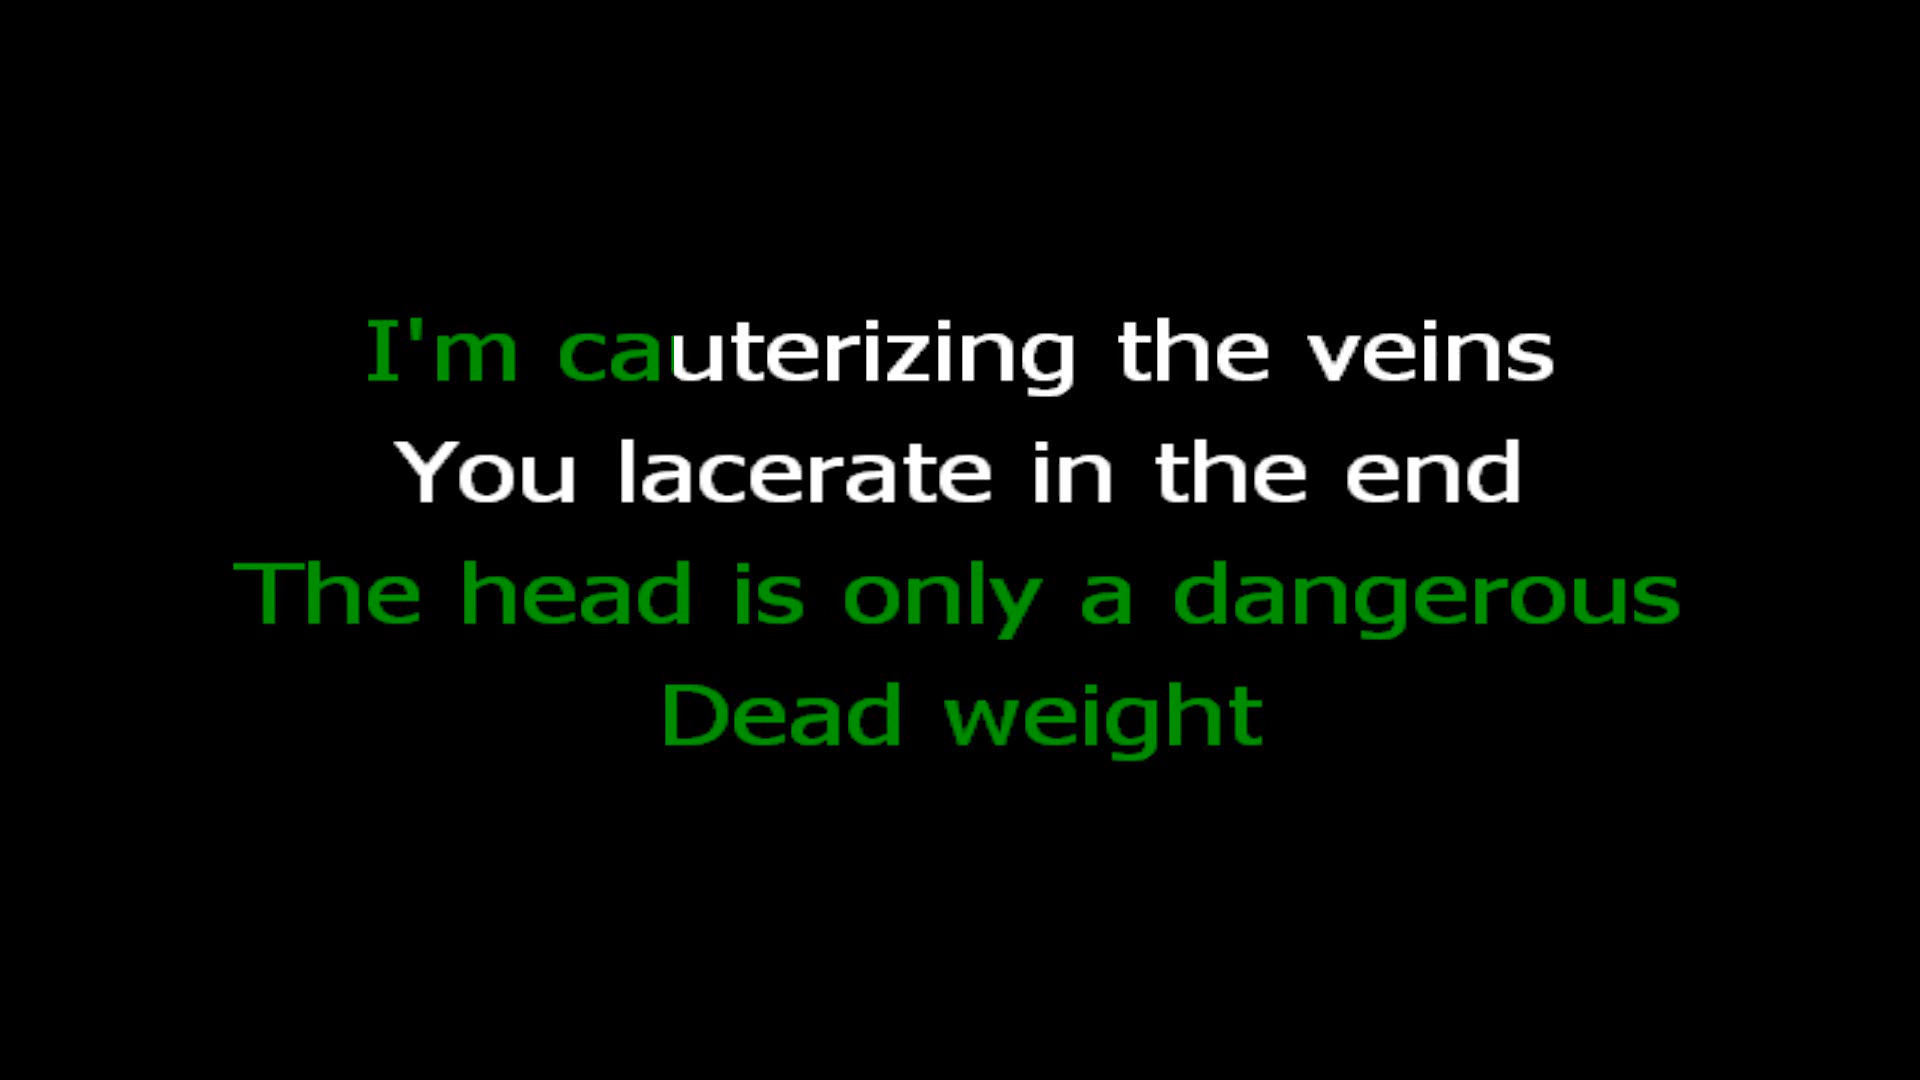 I'm cauterizing the veins
You lacerate in the end
The head is only a dangerous
Dead weight